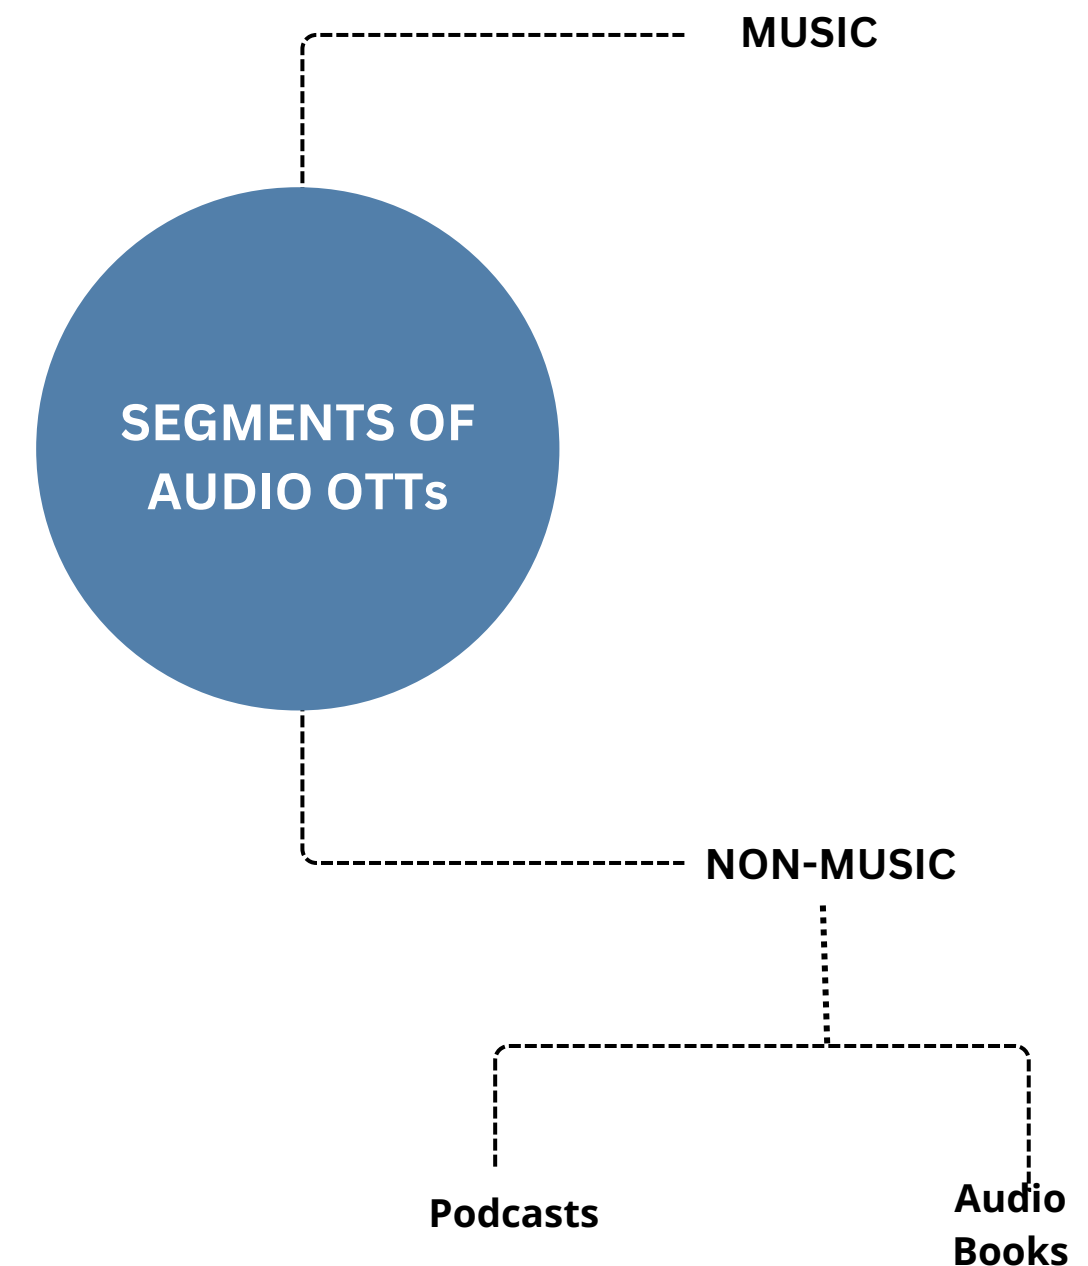 MUSIC
SEGMENTS OF
AUDIO OTTs
NON-MUSIC
Podcasts
Audio
Books